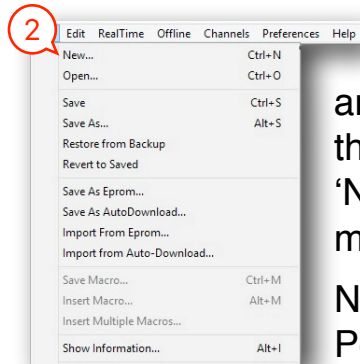 2
Edit RealTime Offline Channels Preferences Help
New... Ctrl+N
Open... Ctrl+O
Save Ctrl+S
Save As... Alt+S
Restore from Backup
Revert to Saved
Save As Eprom...
Save As AutoDownload...
Import From Eprom...
Import from Auto-Download...
Save Macro... Ctrl+M
Insert Macro... Alt+M
Insert Multiple Macros...
Show Information... Alt+I